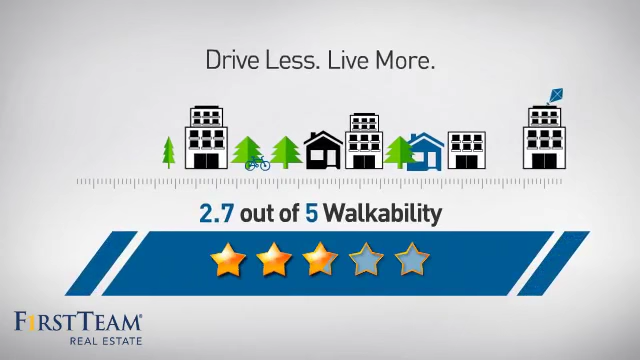 Drive Less. Live More.
2.7 out of 5 Walkability
FIRSTTEAM®
REAL ESTATE